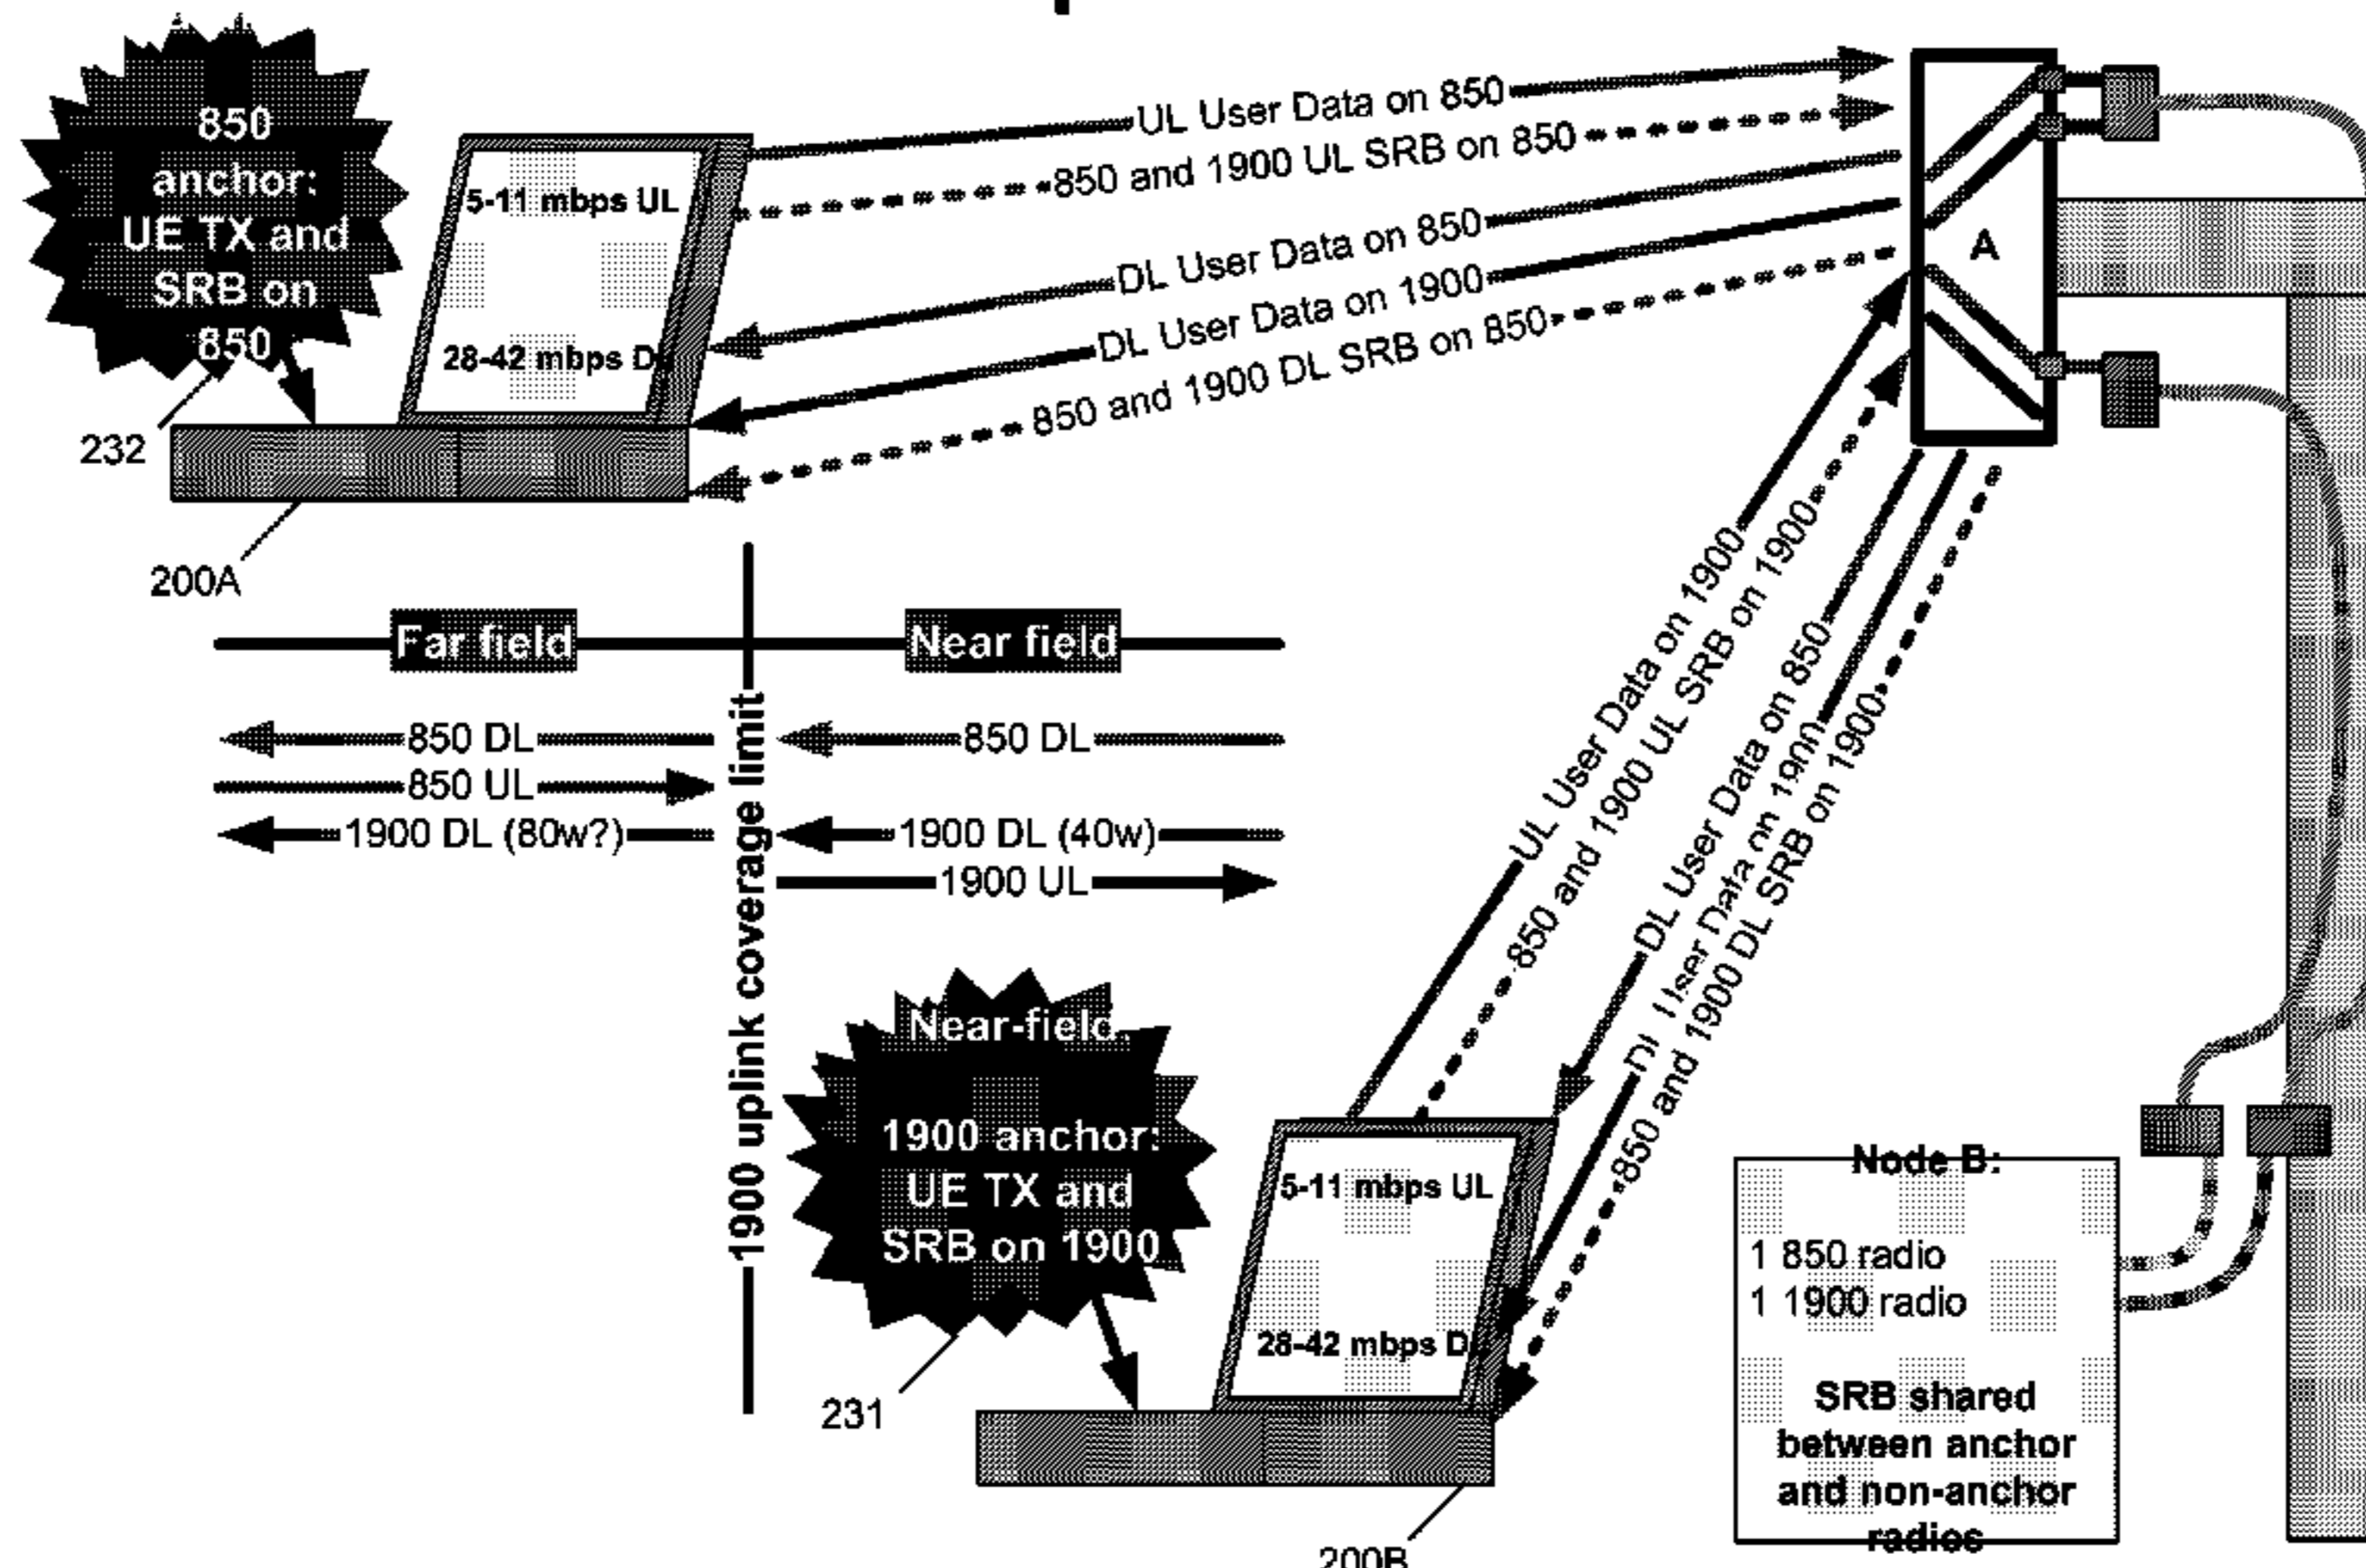 850
anchor:
UE TX and
SRB on
850
232
200A
5-11 mbps UL
28-42 mbps DL
UL User Data on 850
850 and 1900 UL SRB on 850
DL User Data on 850
DL User Data on 1900
850 and 1900 DL SRB on 850
A
Far field
Near field
850 DL
850 UL
1900 DL (80w?)
850 DL
1900 DL (40w)
1900 UL
1900 uplink coverage limit
UL User Data on 1900
850 and 1900 UL SRB on 1900
DL User Data on 850
DL User Data on 1900
850 and 1900 DL SRB on 1900
Near-field
1900 anchor:
UE TX and
SRB on 1900
231
5-11 mbps UL
28-42 mbps DL
200B
Node B:
1 850 radio
1 1900 radio
SRB shared
between anchor
and non-anchor
radios